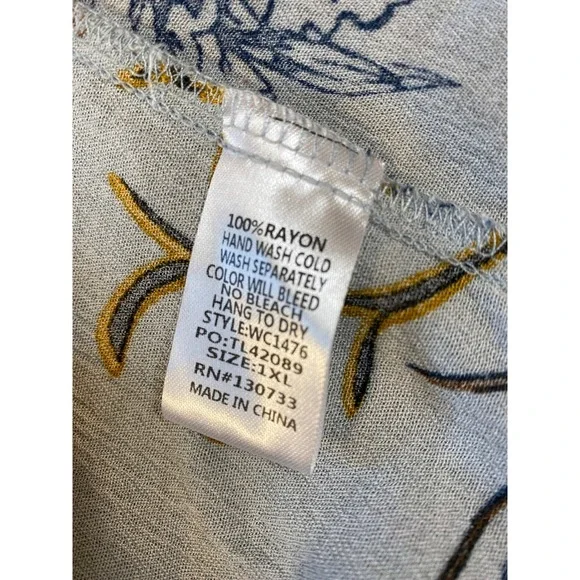 100%RAYON
HAND WASH COLD
WASH SEPARATELY
COLOR WILL BLEED
NO BLEACH
HANG TO DRY
STYLE:WC1476
PO:TL42089
SIZE:1XL
RN#130733
MADE IN CHINA